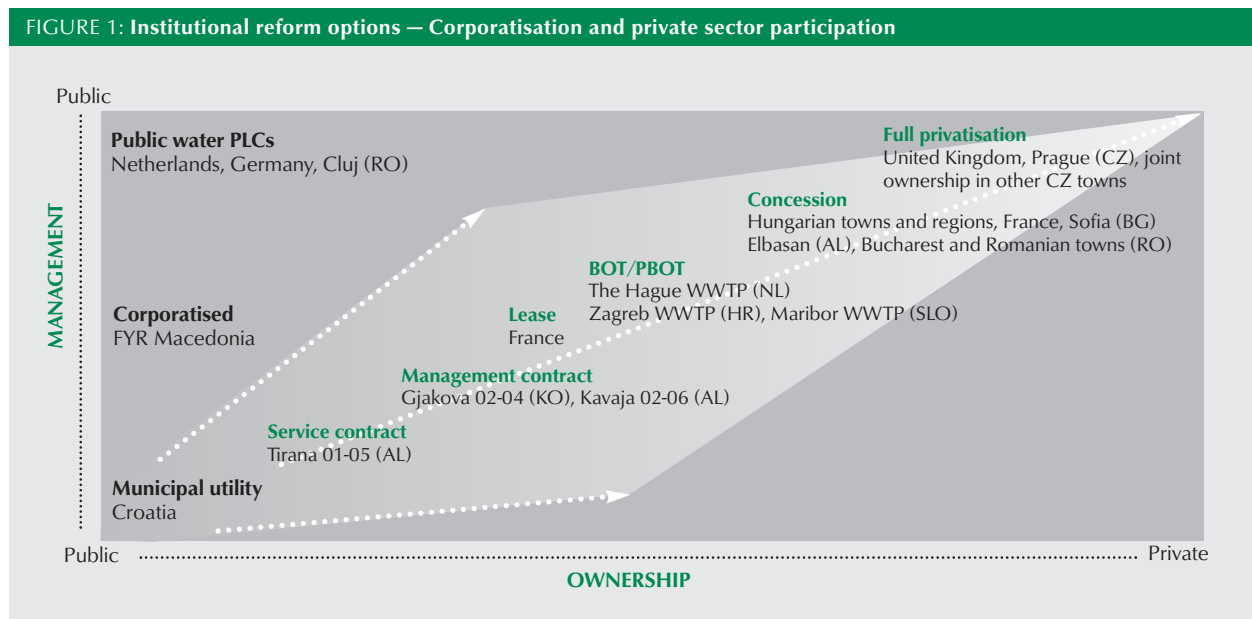 FIGURE 1: Institutional reform options — Corporatisation and private sector participation
Public
Public water PLCs
Netherlands, Germany, Cluj (RO)
Full privatisation
United Kingdom, Prague (CZ), joint
ownership in other CZ towns
Concession
Hungarian towns and regions, France, Sofia (BG)
Elbasan (AL), Bucharest and Romanian towns (RO)
BOT/PBOT
The Hague WWTP (NL)
Zagreb WWTP (HR), Maribor WWTP (SLO)
MANAGEMENT
Corporatised
FYR Macedonia
Lease
France
Management contract
Gjakova 02-04 (KO), Kavaja 02-06 (AL)
Service contract
Tirana 01-05 (AL)
Municipal utility
Croatia
Public
Private
OWNERSHIP